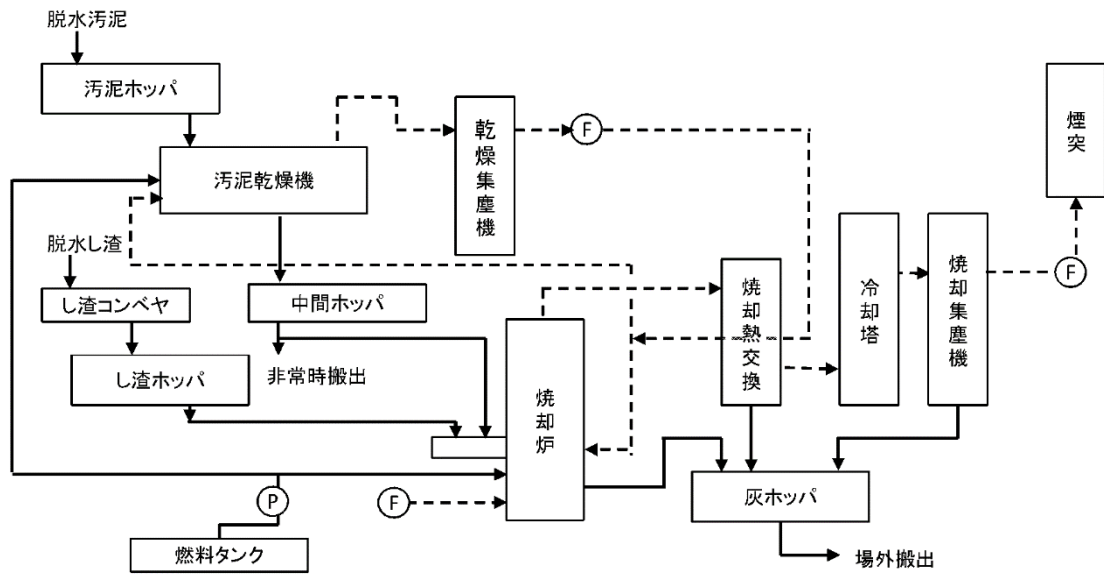 脱水汚泥
汚泥ホッパ
汚泥乾燥機
乾燥集塵機
F
煙突
脱水し渣
し渣コンベヤ
中間ホッパ
し渣ホッパ
非常時搬出
焼却炉
焼却熱交換
冷却塔
焼却集塵機
F
P
F
灰ホッパ
燃料タンク
場外搬出